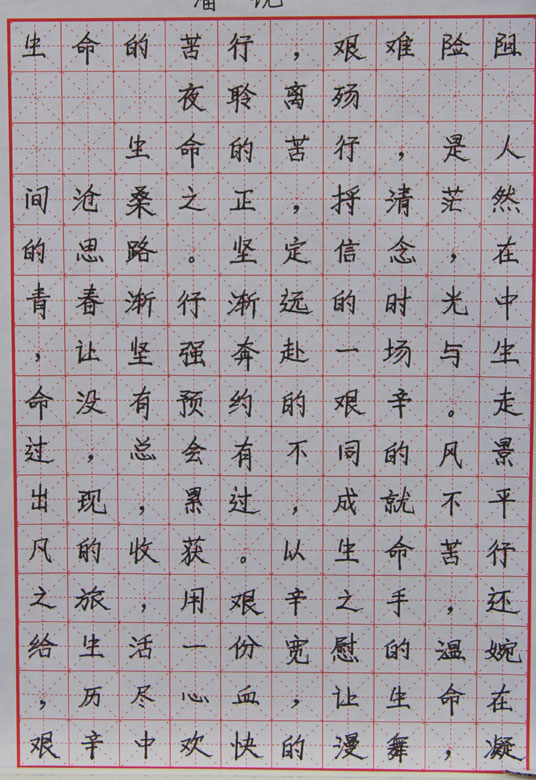 生命的苦行，艰难险阻
夜聆离殇
生命的苦行，是人
间沧桑之正，捋清茫然
的思路。坚定信念，在
青春渐行渐远的时光中
，让坚强奔赴一场与生
命没有预约的艰辛。走
过，总会有不同的风景
出现，累过，成就不平
凡的收获。以生命苦行
之旅，用艰辛之手，还
给生活一份宽慰的温婉
，历尽心血，让生命在
艰辛中欢快的漫舞，凝